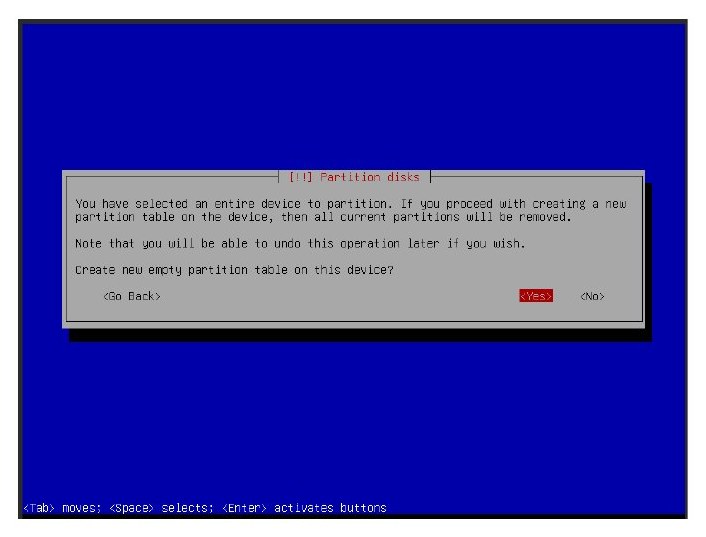 [!!] Partition disks
You have selected an entire device to partition. If you proceed with creating a new
partition table on the device, then all current partitions will be removed.
Note that you will be able to undo this operation later if you wish.
Create new empty partition table on this device?
<Go Back> <Yes> <No>
<Tab> moves; <Space> selects; <Enter> activates buttons